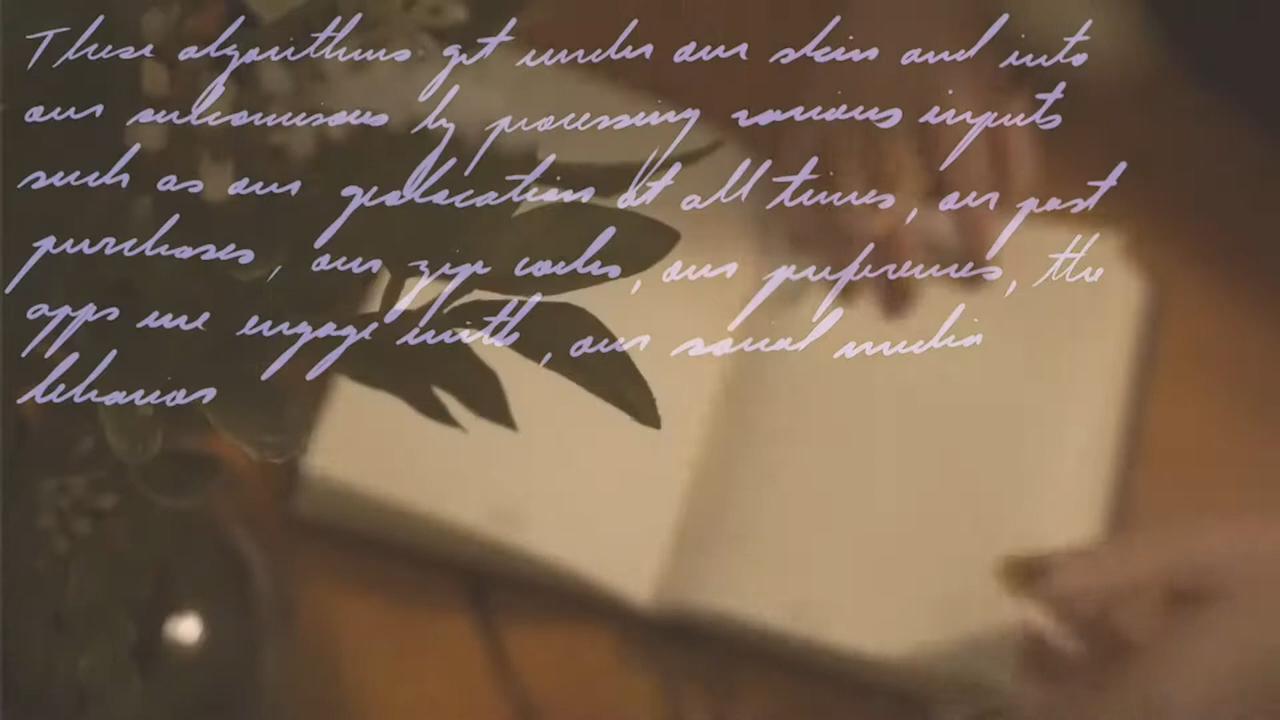 These algorithms get under our skin and into
our subconscious by processing various inputs
such as our geolocation at all times, our past
purchases, our zip codes, our preferences, the
apps we engage with, our social media
behavior